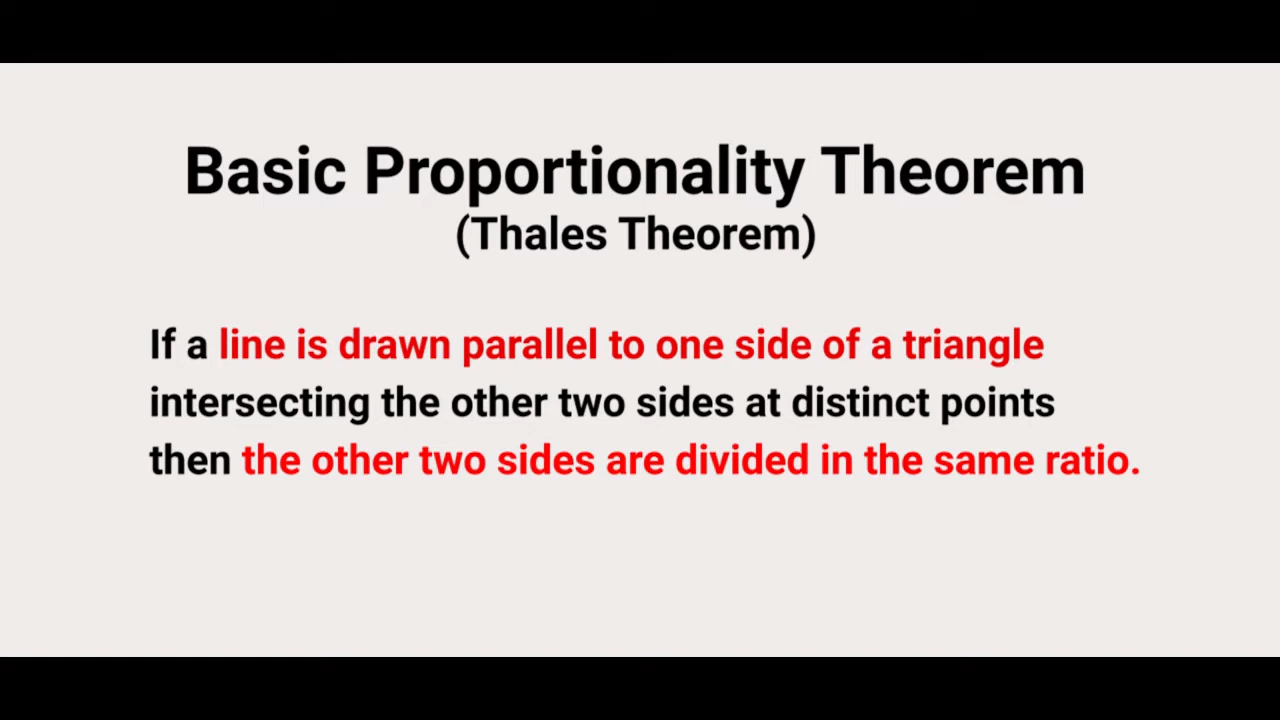 Basic Proportionality Theorem
(Thales Theorem)
If a line is drawn parallel to one side of a triangle
intersecting the other two sides at distinct points
then the other two sides are divided in the same ratio.